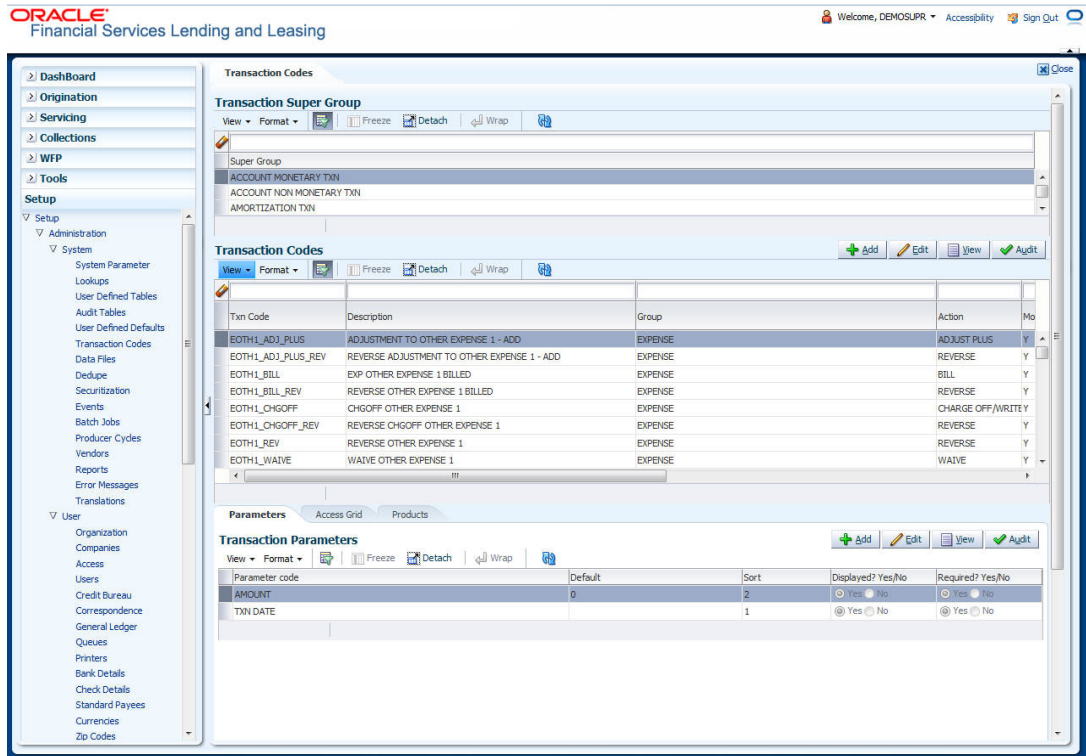 ORACLE
Financial Services Lending and Leasing
Welcome, DEMOSUPR
Accessibility
Sign Out
DashBoard
Origination
Servicing
Collections
WFP
Tools
Setup
Setup
Administration
System
System Parameter
Lookups
User Defined Tables
Audit Tables
User Defined Defaults
Transaction Codes
Data Files
Dedupe
Securitization
Events
Batch Jobs
Producer Cycles
Vendors
Reports
Error Messages
Translations
User
Organization
Companies
Access
Users
Credit Bureau
Correspondence
General Ledger
Queues
Printers
Bank Details
Check Details
Standard Payees
Currencies
Zip Codes
Transaction Codes
Close
Transaction Super Group
View Format Freeze Detach Wrap
Super Group
ACCOUNT MONETARY TXN
ACCOUNT NON MONETARY TXN
AMORTIZATION TXN
Transaction Codes
Add Edit View Audit
View Format Freeze Detach Wrap
Txn Code Description Group Action Mo
EOTH1_ADJ_PLUS ADJUSTMENT TO OTHER EXPENSE 1 - ADD EXPENSE ADJUST PLUS Y
EOTH1_ADJ_PLUS_REV REVERSE ADJUSTMENT TO OTHER EXPENSE 1 - ADD EXPENSE REVERSE Y
EOTH1_BILL EXP OTHER EXPENSE 1 BILLED EXPENSE BILL Y
EOTH1_BILL_REV REVERSE OTHER EXPENSE 1 BILLED EXPENSE REVERSE Y
EOTH1_CHGOFF CHGOFF OTHER EXPENSE 1 EXPENSE CHARGE OFF/WRITE Y
EOTH1_CHGOFF_REV REVERSE CHGOFF OTHER EXPENSE 1 EXPENSE REVERSE Y
EOTH1_REV REVERSE OTHER EXPENSE 1 EXPENSE REVERSE Y
EOTH1_WAIVE WAIVE OTHER EXPENSE 1 EXPENSE WAIVE Y
Parameters Access Grid Products
Transaction Parameters
Add Edit View Audit
View Format Freeze Detach Wrap
Parameter code Default Sort Displayed? Yes/No Required? Yes/No
AMOUNT 0 2 Yes No Yes No
TXN DATE 1 Yes No Yes No